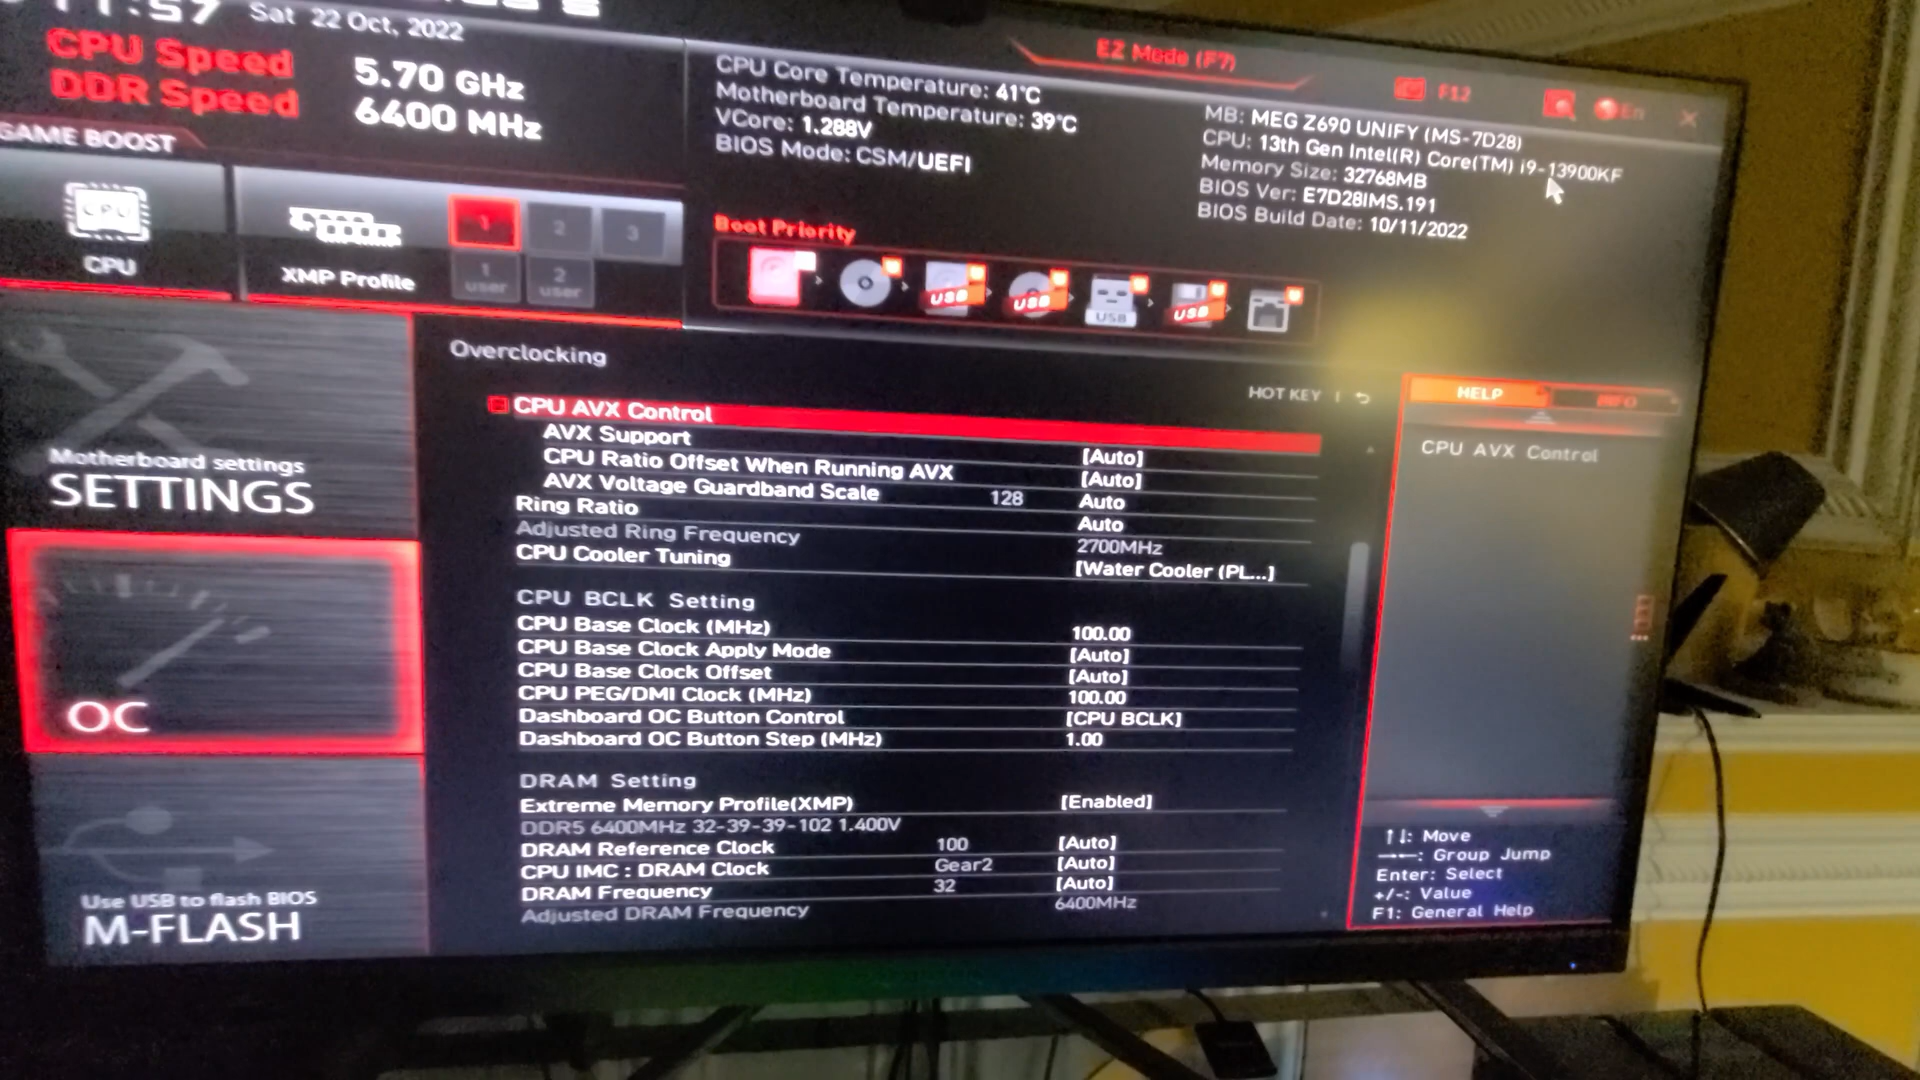 Sat 22 Oct, 2022
CPU Speed 5.70 GHz
DDR Speed 6400 MHz
GAME BOOST
CPU
CPU
XMP Profile
1 2 3
1 user
2 user
CPU Core Temperature: 41°C
Motherboard Temperature: 39°C
VCore: 1.288V
BIOS Mode: CSM/UEFI
EZ Mode (F7)
F12
En
MB: MEG Z690 UNIFY (MS-7D28)
CPU: 13th Gen Intel(R) Core(TM) i9-13900KF
Memory Size: 32768MB
BIOS Ver: E7D28IMS.191
BIOS Build Date: 10/11/2022
Boot Priority
USB USB USB USB
Motherboard settings
SETTINGS
OC
Use USB to flash BIOS
M-FLASH
Overclocking
HOT KEY
CPU AVX Control
AVX Support [Auto]
CPU Ratio Offset When Running AVX [Auto]
AVX Voltage Guardband Scale 128 Auto
Ring Ratio Auto
Adjusted Ring Frequency 2700MHz
CPU Cooler Tuning [Water Cooler (PL...]
CPU BCLK Setting
CPU Base Clock (MHz) 100.00
CPU Base Clock Apply Mode [Auto]
CPU Base Clock Offset [Auto]
CPU PEG/DMI Clock (MHz) 100.00
Dashboard OC Button Control [CPU BCLK]
Dashboard OC Button Step (MHz) 1.00
DRAM Setting
Extreme Memory Profile(XMP) [Enabled]
DDR5 6400MHz 32-39-39-102 1.400V
DRAM Reference Clock 100 [Auto]
CPU IMC : DRAM Clock Gear2 [Auto]
DRAM Frequency 32 [Auto]
Adjusted DRAM Frequency 6400MHz
HELP
INFO
CPU AVX Control
↑↓: Move
: Group Jump
Enter: Select
+/-: Value
F1: General Help